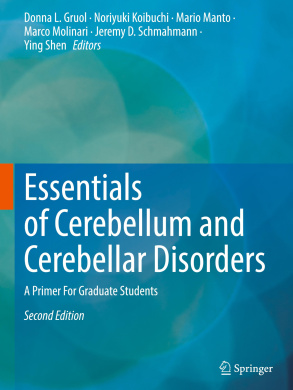 Donna L. Gruol · Noriyuki Koibuchi · Mario Manto ·
Marco Molinari · Jeremy D. Schmahmann ·
Ying Shen Editors
Essentials
of Cerebellum and
Cerebellar Disorders
A Primer For Graduate Students
Second Edition
Springer